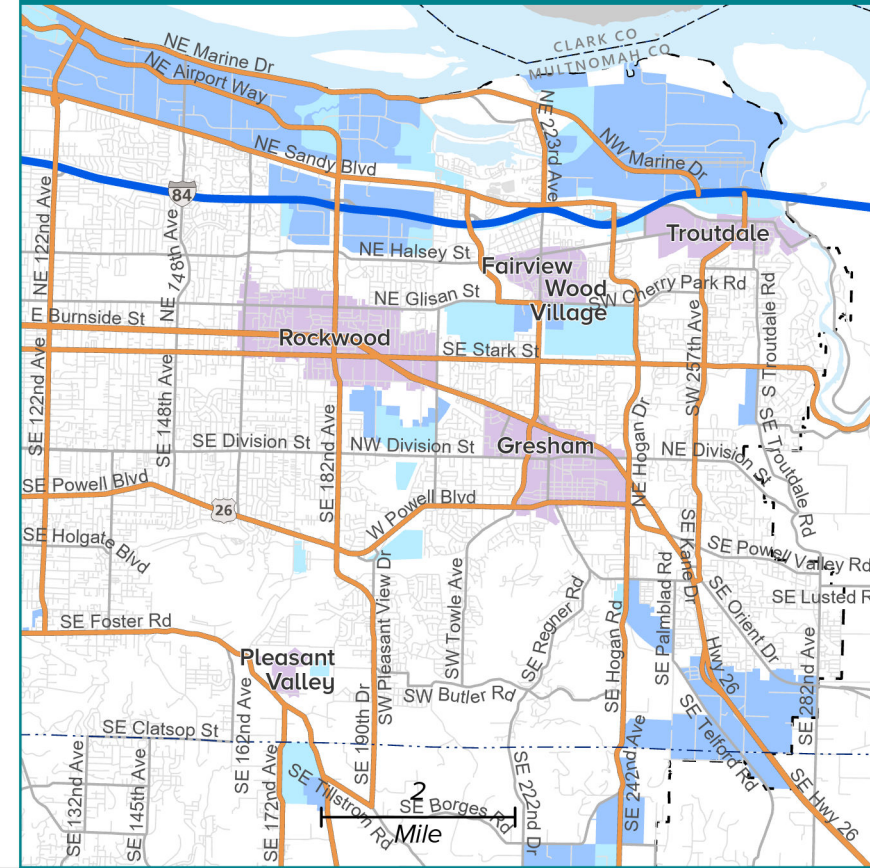 CLARK CO
MULTNOMAH CO
NE Marine Dr
NE Airport Way
NE 223rd Ave
NW Marine Dr
NE Sandy Blvd
84
NE 122nd Ave
NE 148th Ave
NE Halsey St
Troutdale
Fairview
Wood
Village
SW Cherry Park Rd
NE Glisan St
S Troutdale Rd
E Burnside St
Rockwood
SE Stark St
SW 257th Ave
SE 122nd Ave
SE 148th Ave
NE Hogan Dr
SE Division St
NW Division St
Gresham
NE Division St
SE Troutdale Rd
SE Powell Blvd
26
SE 182nd Ave
W Powell Blvd
SE Holgate Blvd
SE Kane Dr
SE Powell Valley Rd
SW Pleasant View Dr
SW Towle Ave
SE Regner Rd
SE Palmblad Rd
SE Orient Dr
SE Lusted R
SE Foster Rd
SE Hogan Rd
Pleasant
Valley
Hwy 26
SE 282nd Ave
SW Butler Rd
SE Clatsop St
SE 162nd Ave
SE 190th Dr
SE Telford Rd
SE 132nd Ave
SE 145th Ave
SE 172nd Ave
SE Tillstrom Rd
SE Borges Rd
SE 222nd Dr
SE 242nd Ave
SE Hwy 26
2
Mile